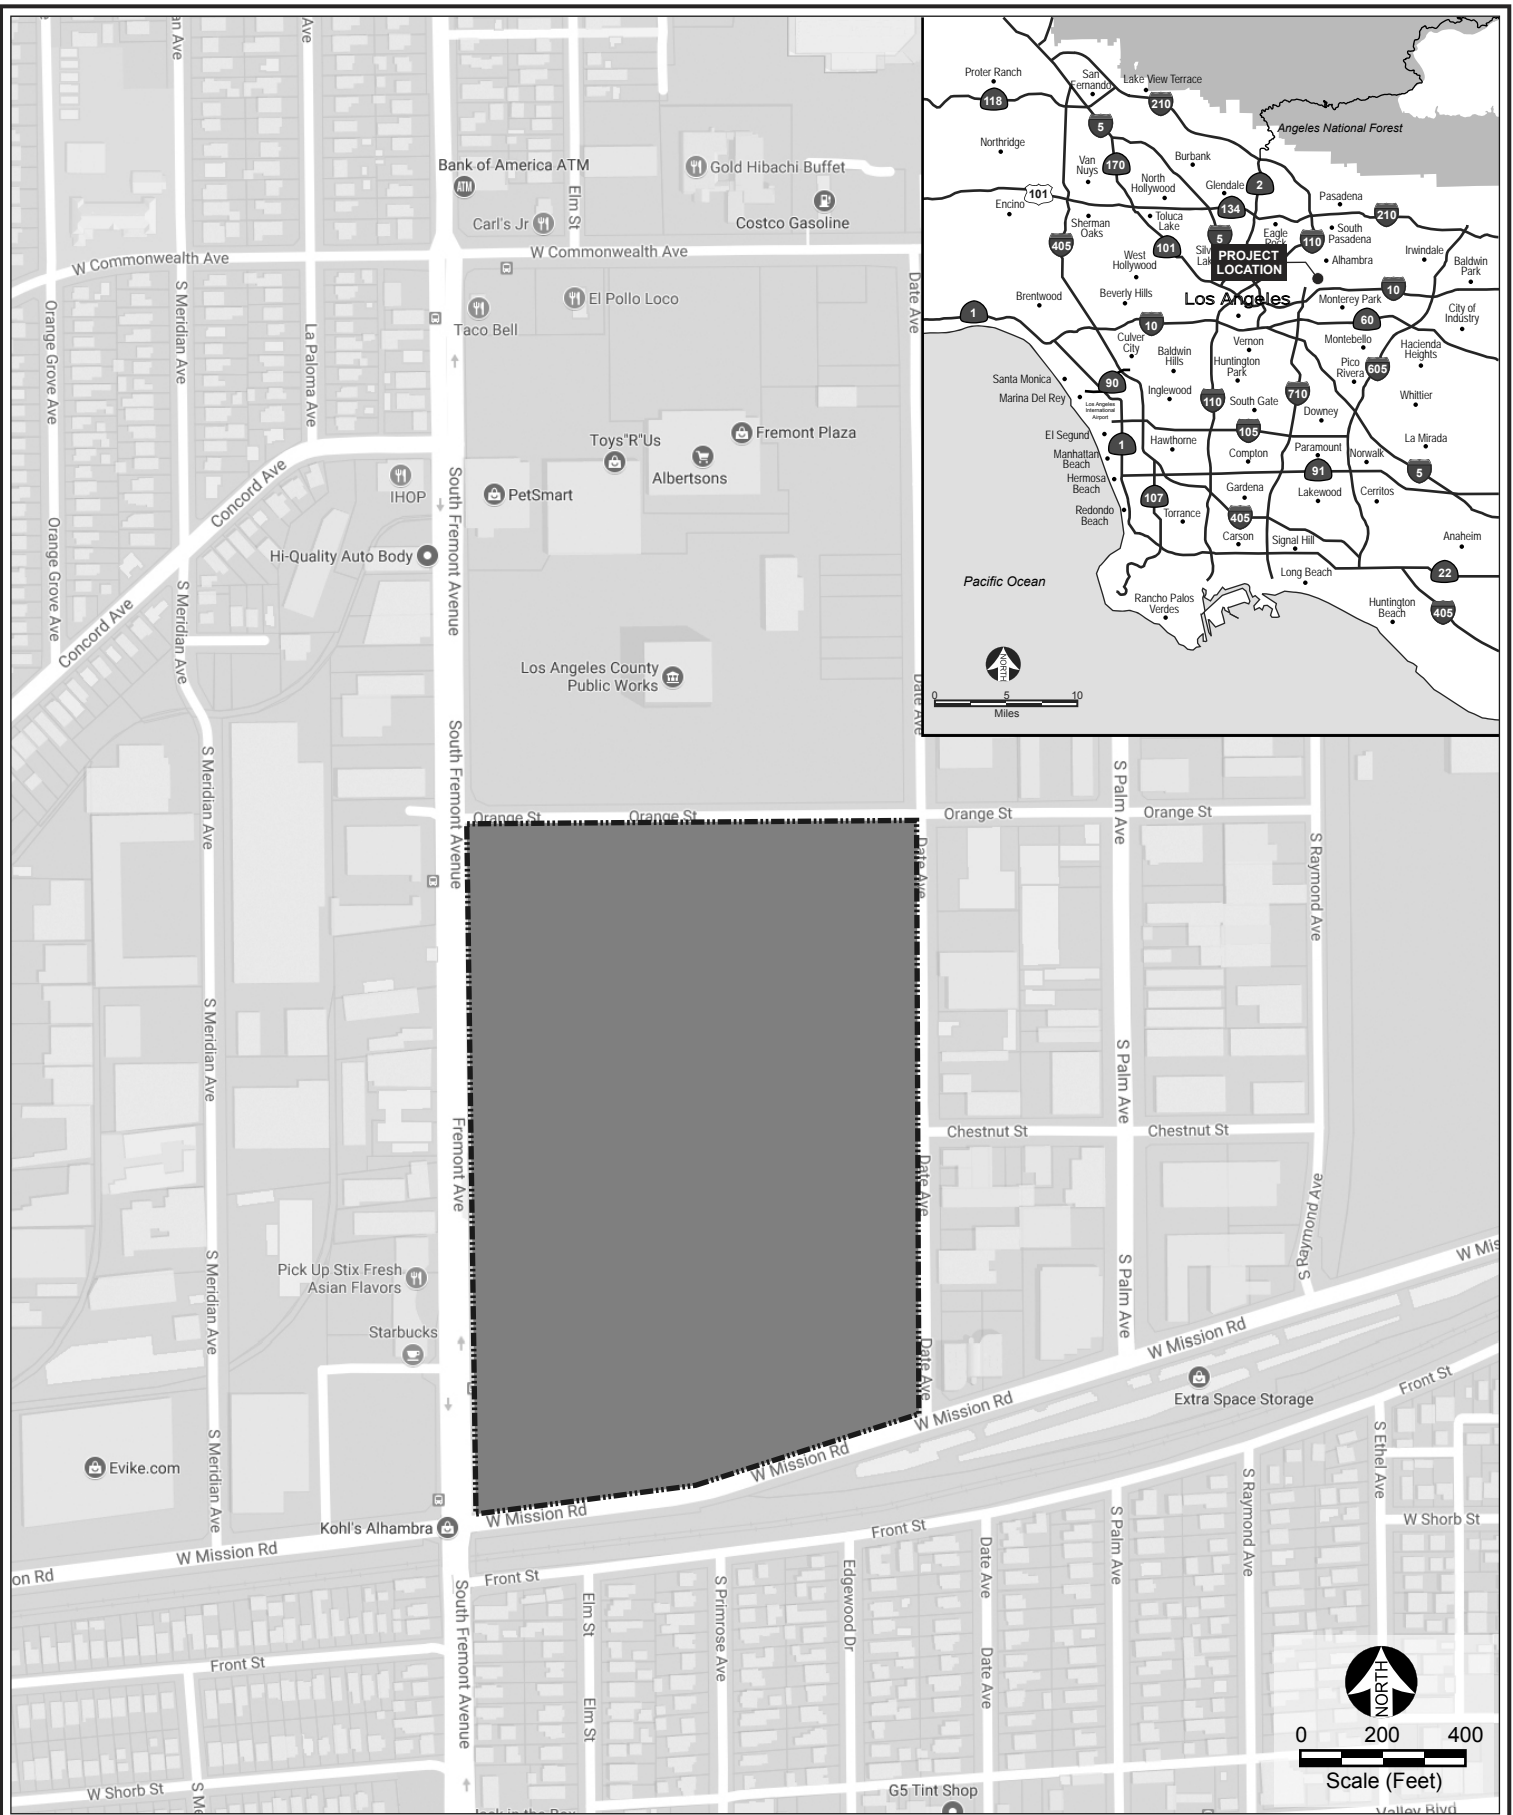 Ave
Bank of America ATM
ATM
Gold Hibachi Buffet
Elm St
Carl's Jr
Costco Gasoline
W Commonwealth Ave
W Commonwealth Ave
El Pollo Loco
Taco Bell
Date Ave
Orange Grove Ave
S Meridian Ave
La Paloma Ave
Toys"R"Us
Fremont Plaza
Albertsons
PetSmart
Concord Ave
IHOP
South Fremont Avenue
Orange Grove Ave
Hi-Quality Auto Body
S Meridian Ave
Concord Ave
Los Angeles County
Public Works
Date Ave
South Fremont Avenue
S Meridian Ave
Orange St
Orange St
Orange St
Orange St
S Palm Ave
S Raymond Ave
Date Ave
S Meridian Ave
S Palm Ave
Fremont Ave
Chestnut St
Chestnut St
Date Ave
S Raymond Ave
S Meridian Ave
S Palm Ave
Pick Up Stix Fresh
Asian Flavors
Starbucks
Date Ave
W Mis
W Mission Rd
Extra Space Storage
Front St
W Mission Rd
W Mission Rd
W Mission Rd
S Meridian Ave
Evike.com
Kohl's Alhambra
W Mission Rd
on Rd
S Ethel Ave
S Raymond Ave
W Shorb St
Front St
Front St
South Fremont Avenue
Elm St
S Primrose Ave
Edgewood Dr
Date Ave
S Palm Ave
Front St
Elm St
Date Ave
W Shorb St
S Me
G5 Tint Shop
Jack in the Box
Valley Blvd
NORTH
0 200 400
Scale (Feet)
Proter Ranch
118
San
Fernando
Lake View Terrace
210
5
Angeles National Forest
Northridge
Van
Nuys
170
Burbank
North
Hollywood
Glendale
2
Pasadena
101
134
210
Encino
Sherman
Oaks
Toluca
Lake
5
Eagle
Rock
110
South
Pasadena
405
101
Silv
Lak
PROJECT
LOCATION
Alhambra
Irwindale
Baldwin
Park
West
Hollywood
Brentwood
Beverly Hills
Los Angeles
Monterey Park
10
City of
Industry
1
10
60
Culver
City
Baldwin
Hills
Vernon
Montebello
Hacienda
Heights
Huntington
Park
Pico
Rivera
605
Santa Monica
90
Marina Del Rey
Los Angeles
International
Airport
Inglewood
110
South Gate
710
Downey
Whittier
El Segund
1
Hawthorne
105
Paramount
Norwalk
La Mirada
Manhattan
Beach
Compton
91
5
Hermosa
Beach
107
Gardena
Lakewood
Cerritos
Redondo
Beach
Torrance
405
Carson
Signal Hill
Anaheim
Pacific Ocean
Long Beach
22
Rancho Palos
Verdes
Huntington
Beach
405
NORTH
0 5 10
Miles